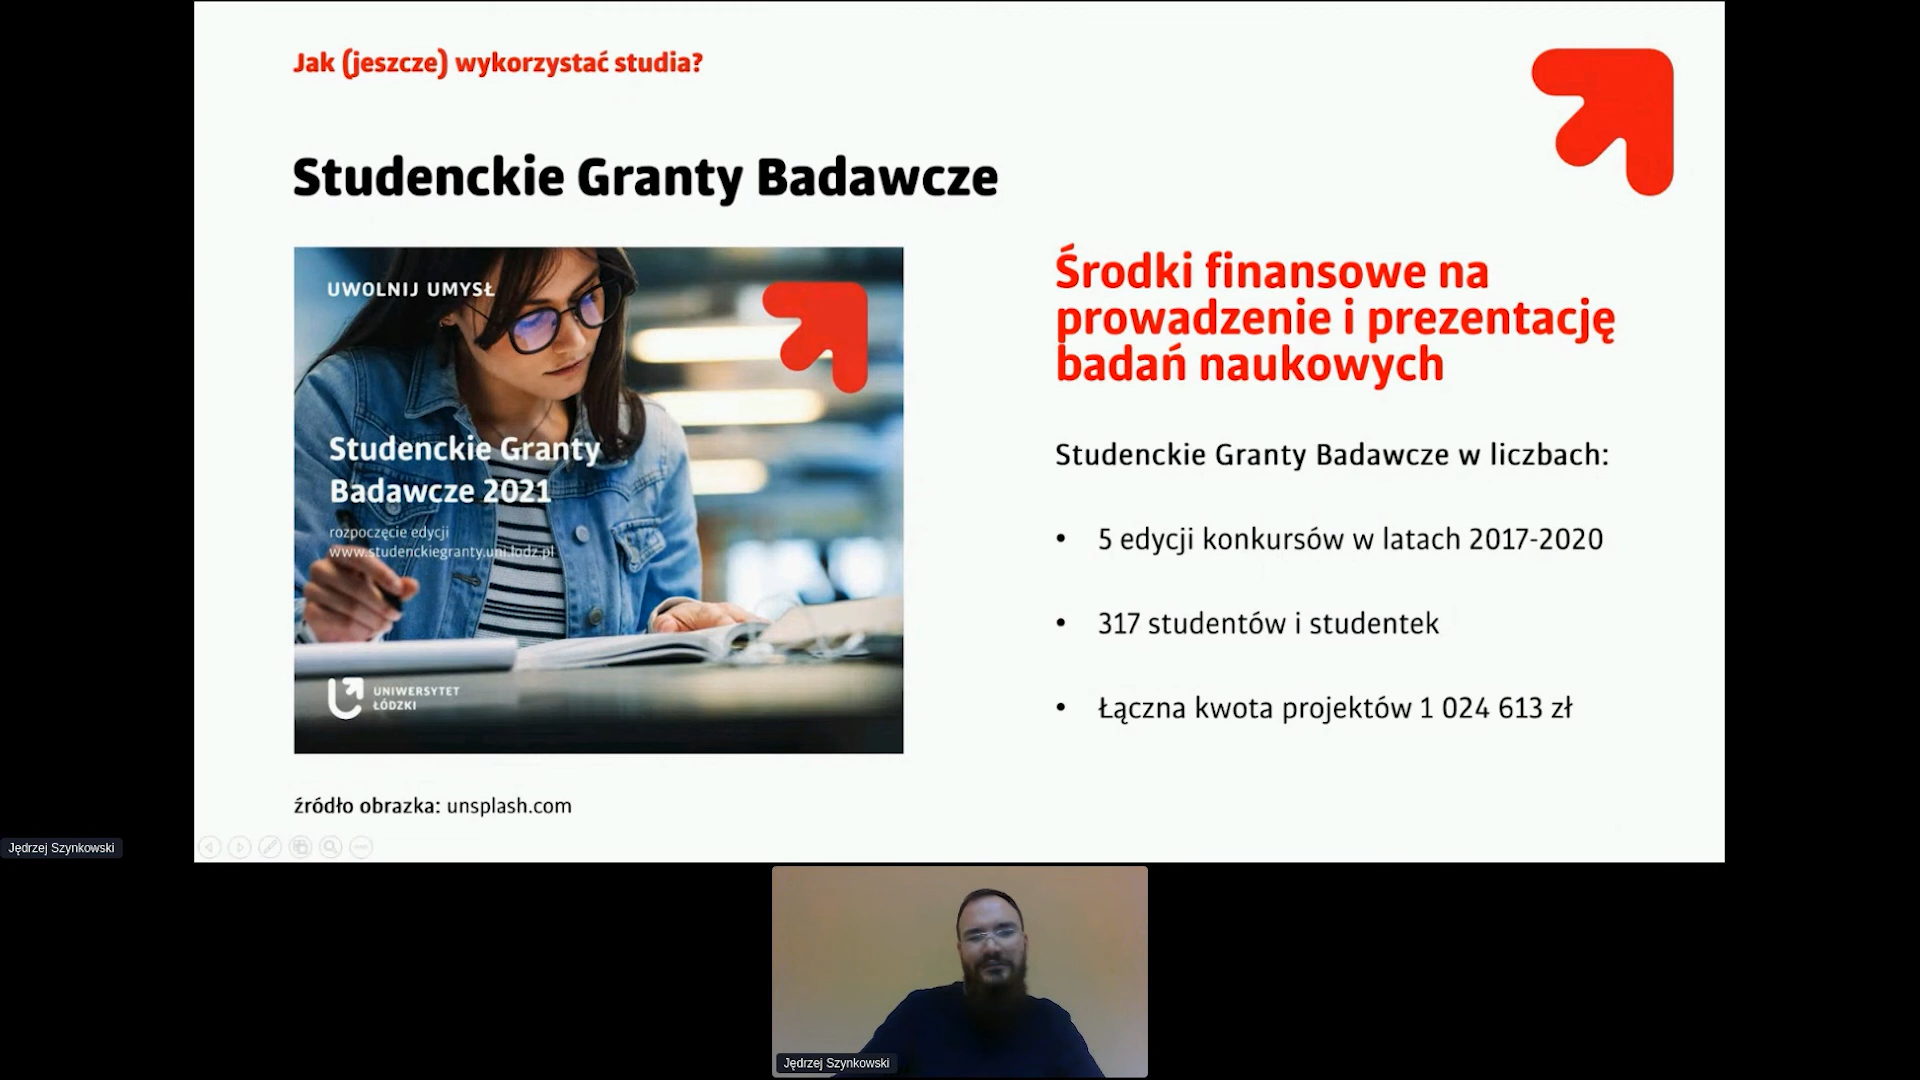 Jak (jeszcze) wykorzystać studia?
Studenckie Granty Badawcze
UWOLNIJ UMYSŁ
Studenckie Granty
Badawcze 2021
rozpoczęcie edycji
www.studenckiegranty.uni.lodz.pl
UNIWERSYTET
ŁÓDZKI
źródło obrazka: unsplash.com
Środki finansowe na
prowadzenie i prezentację
badań naukowych
Studenckie Granty Badawcze w liczbach:
• 5 edycji konkursów w latach 2017-2020
• 317 studentów i studentek
• Łączna kwota projektów 1 024 613 zł
Jędrzej Szynkowski
Jędrzej Szynkowski